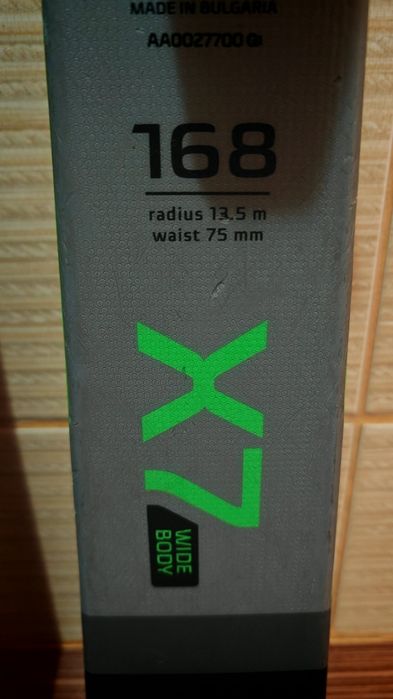 MADE IN BULGARIA
AA0027700
168
radius 13.5 m
waist 75 mm
X7
WIDE
BODY